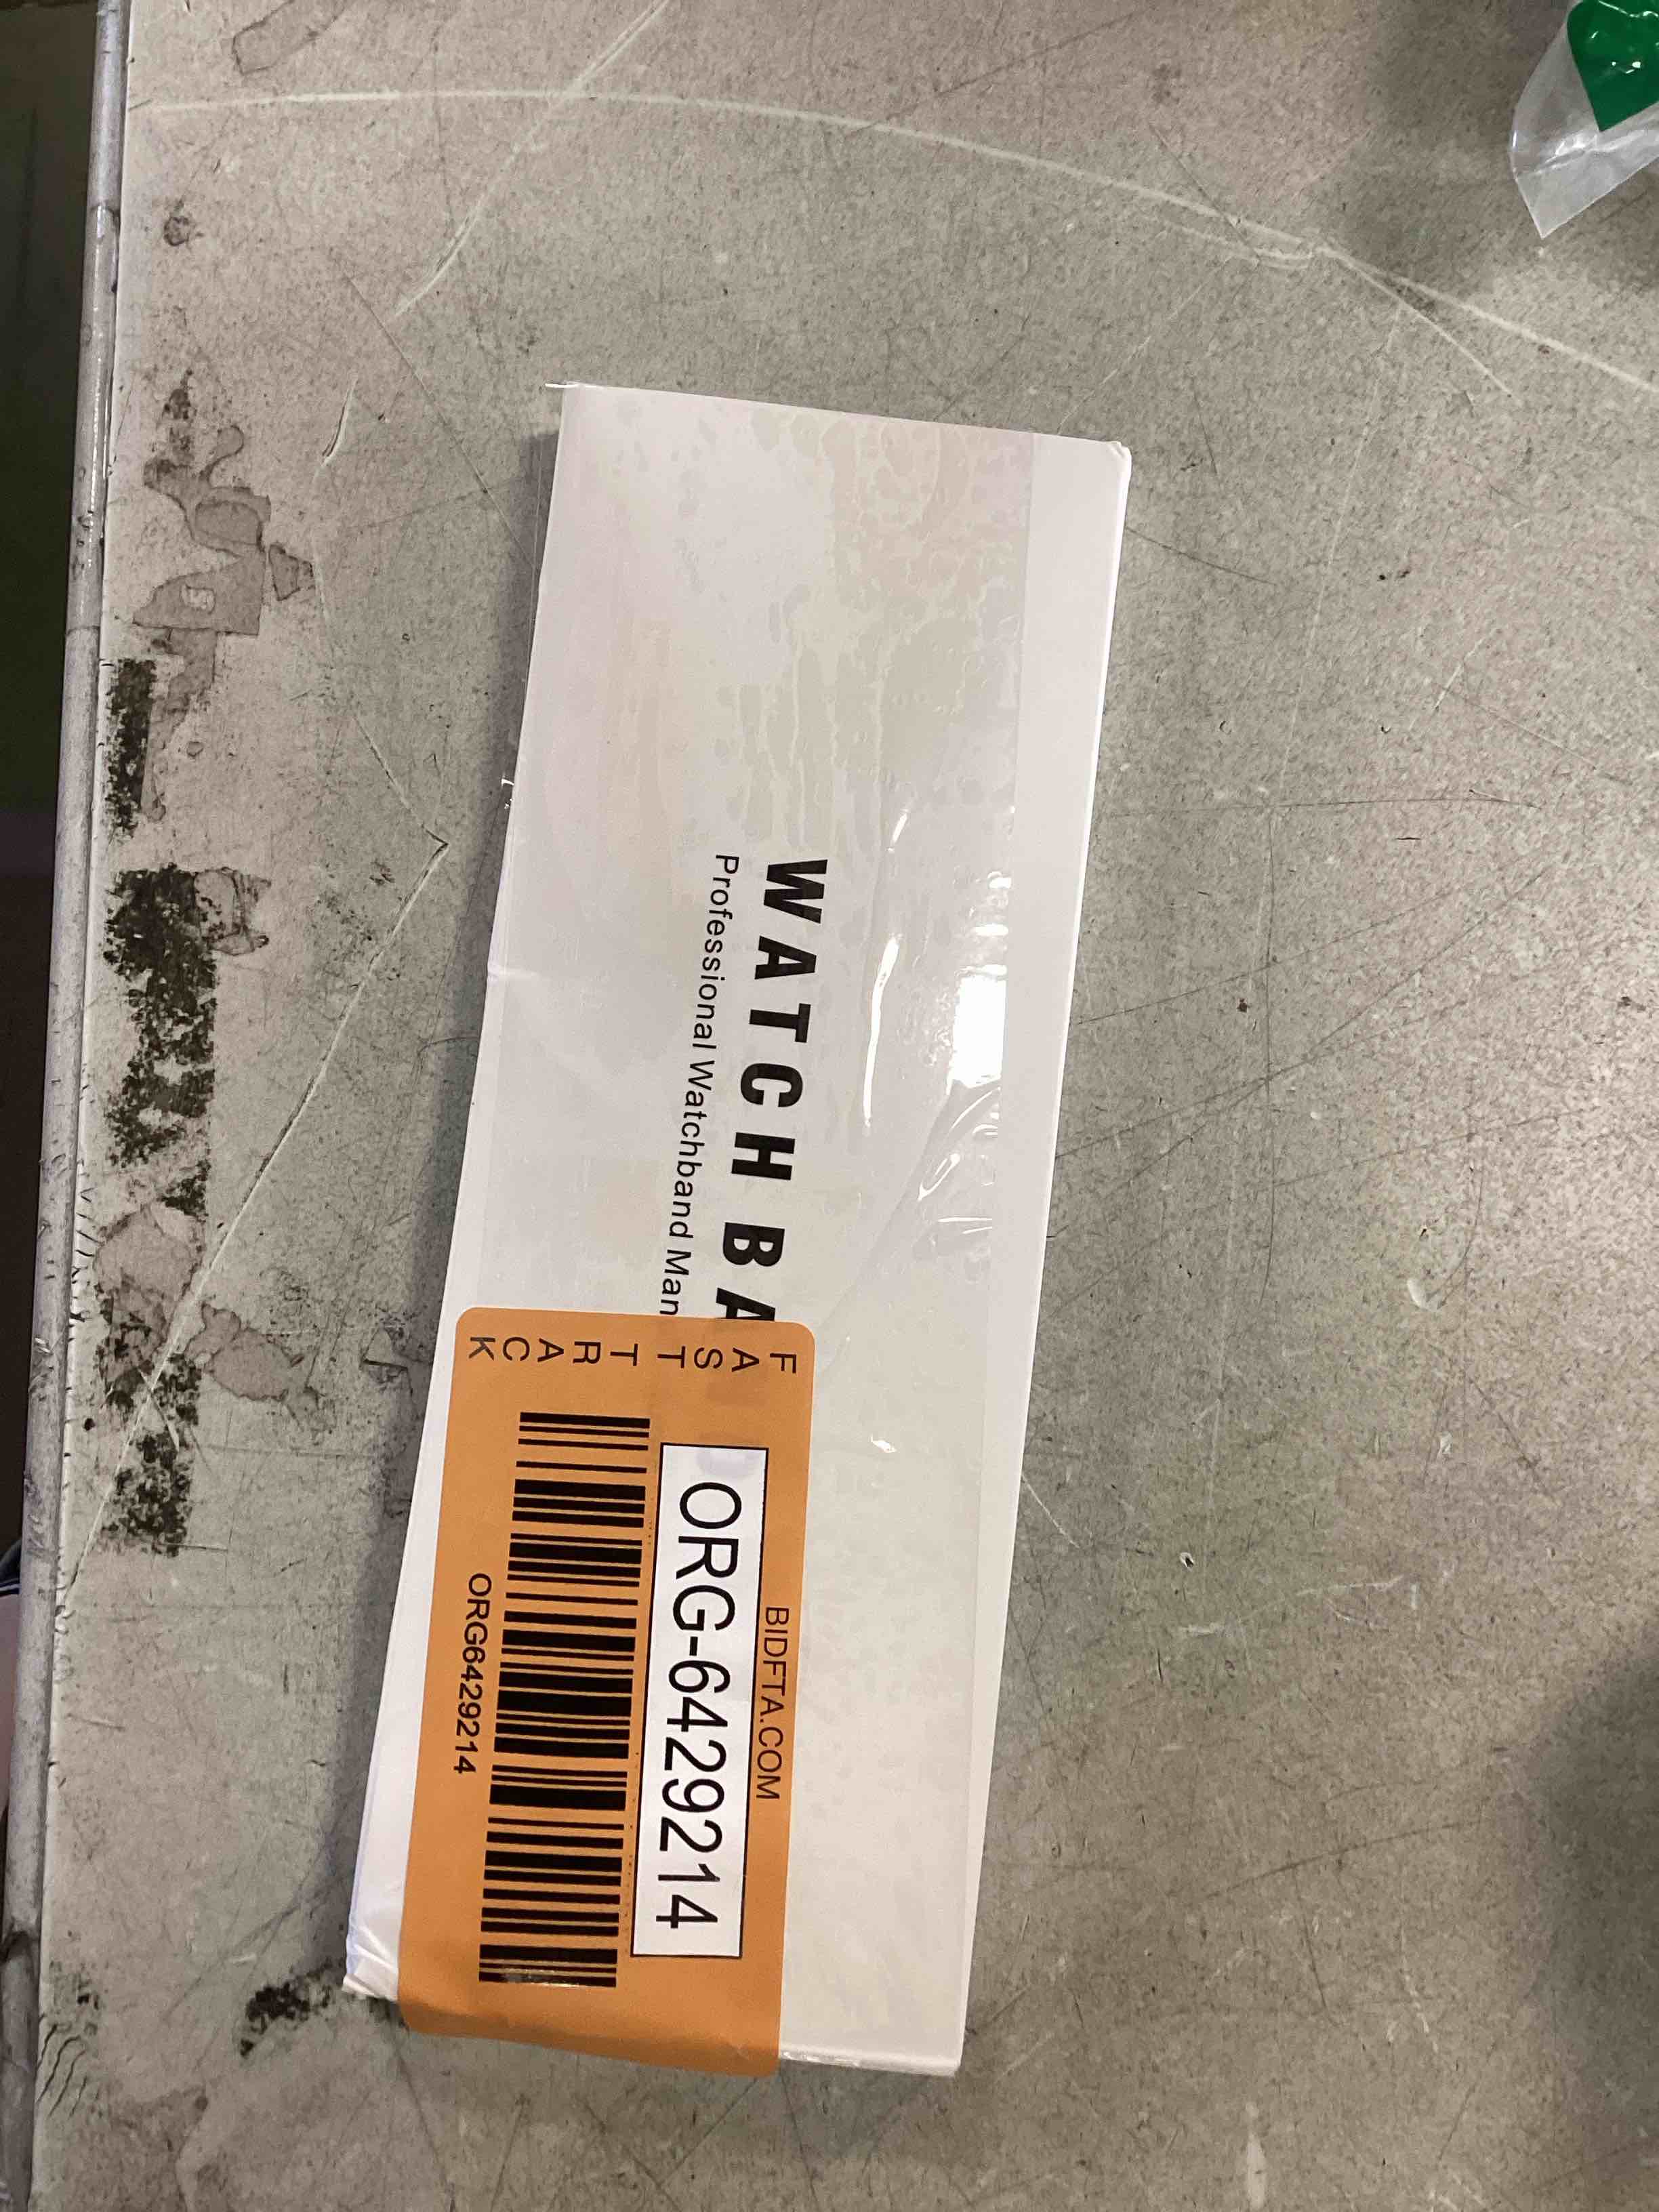 WATCH BA
Professional Watchband Man
FAST TRACK
BIDFTA.COM
ORG-6429214
ORG6429214